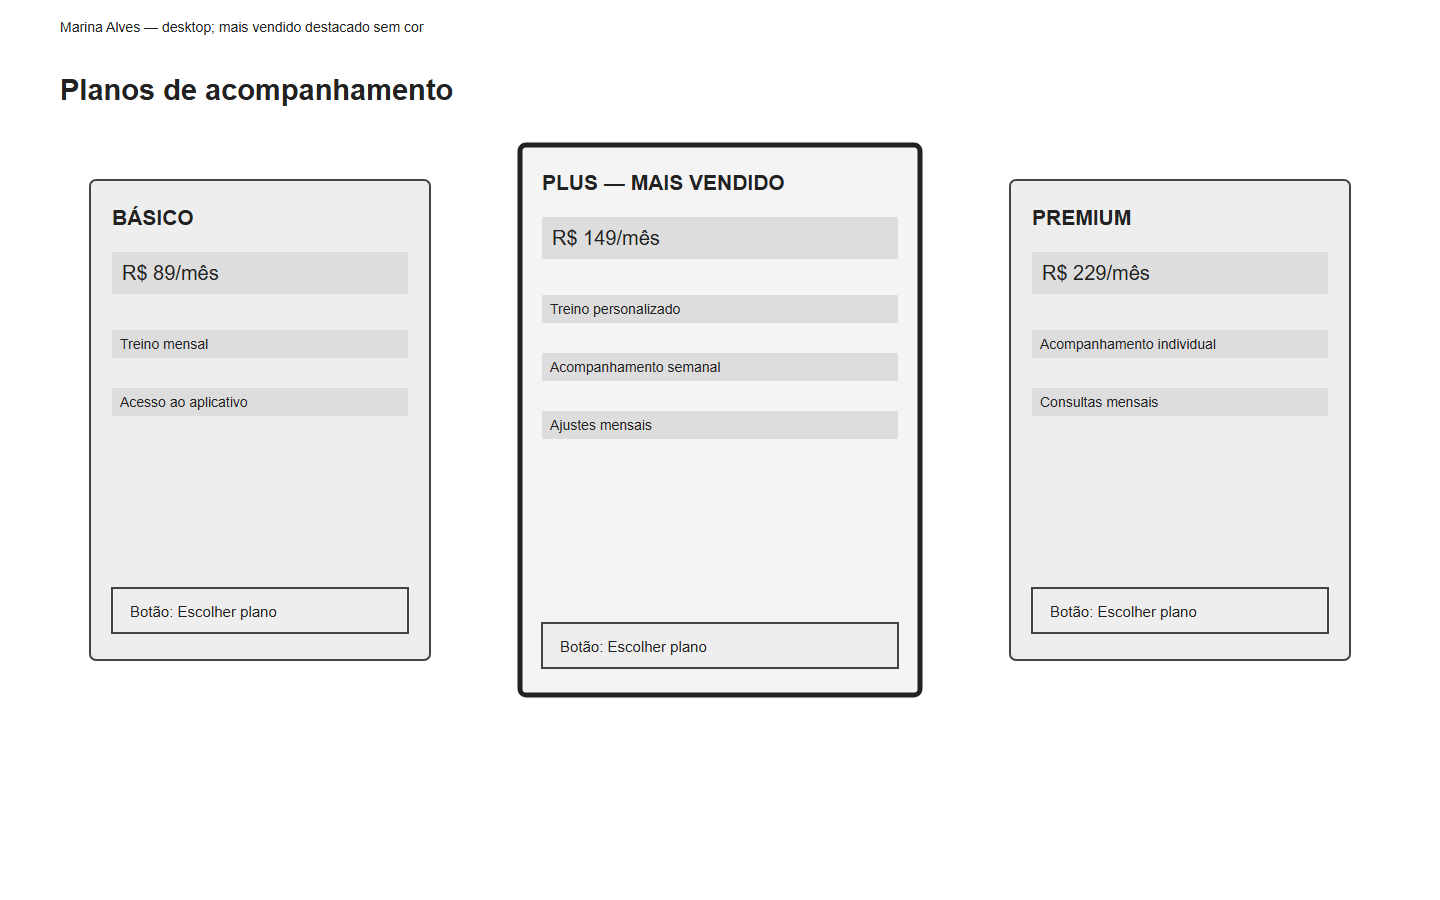 Marina Alves — desktop; mais vendido destacado sem cor
Planos de acompanhamento
BÁSICO
R$ 89/mês
Treino mensal
Acesso ao aplicativo
Botão: Escolher plano
PLUS — MAIS VENDIDO
R$ 149/mês
Treino personalizado
Acompanhamento semanal
Ajustes mensais
Botão: Escolher plano
PREMIUM
R$ 229/mês
Acompanhamento individual
Consultas mensais
Botão: Escolher plano